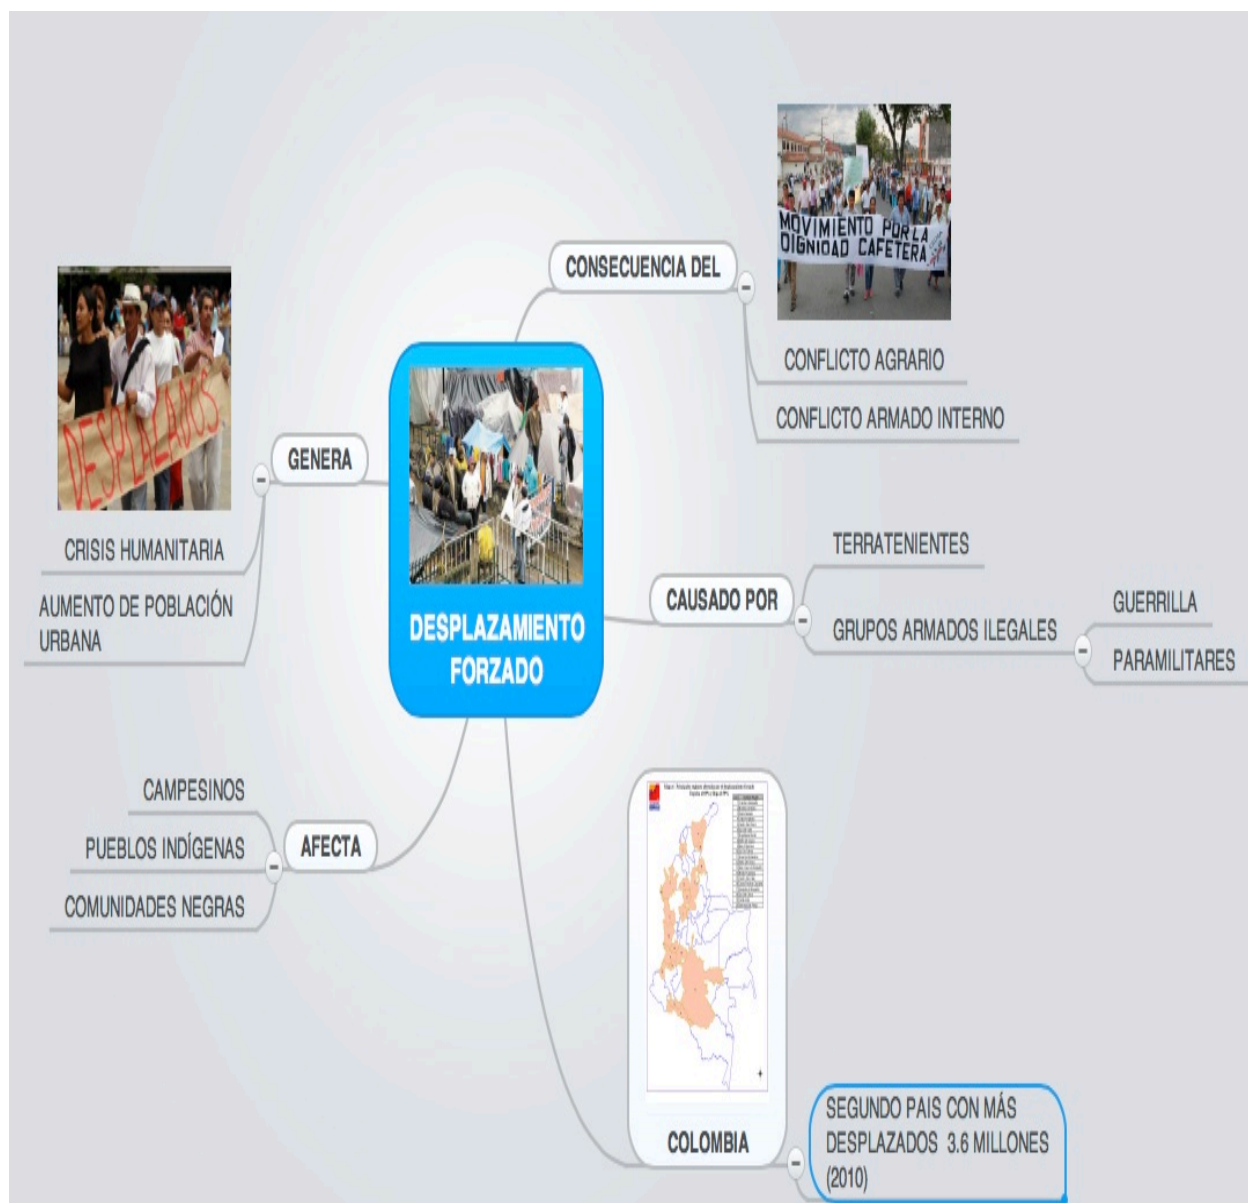 MOVIMIENTO POR LA
DIGNIDAD CAFETERA
CONSECUENCIA DEL
CONFLICTO AGRARIO
CONFLICTO ARMADO INTERNO
DESPLAZADOS
GENERA
CRISIS HUMANITARIA
AUMENTO DE POBLACIÓN
URBANA
DESPLAZAMIENTO
FORZADO
CAUSADO POR
TERRATENIENTES
GRUPOS ARMADOS ILEGALES
GUERRILLA
PARAMILITARES
CAMPESINOS
PUEBLOS INDÍGENAS
COMUNIDADES NEGRAS
AFECTA
COLOMBIA
SEGUNDO PAIS CON MÁS
DESPLAZADOS 3.6 MILLONES
(2010)